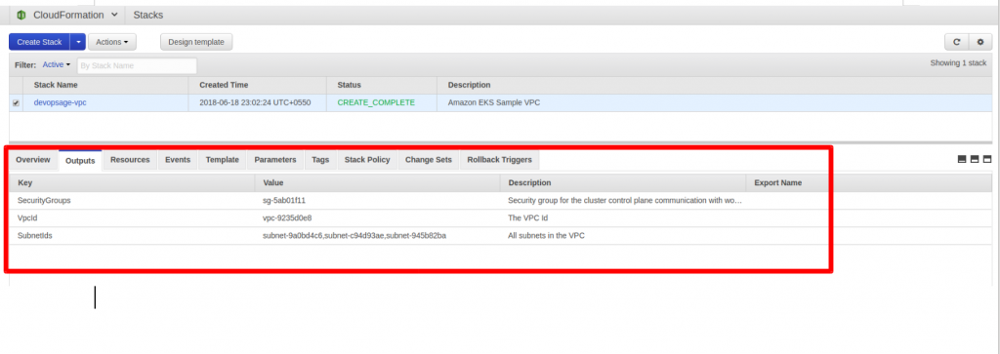 CloudFormation Stacks
Create Stack Actions Design template
Filter: Active By Stack Name Showing 1 stack
Stack Name Created Time Status Description
devopsage-vpc 2018-06-18 23:02:24 UTC+0550 CREATE_COMPLETE Amazon EKS Sample VPC
Overview Outputs Resources Events Template Parameters Tags Stack Policy Change Sets Rollback Triggers
Key Value Description Export Name
SecurityGroups sg-5ab01f11 Security group for the cluster control plane communication with wo…
VpcId vpc-9235d0e8 The VPC Id
SubnetIds subnet-9a0bd4c6,subnet-c94d93ae,subnet-945b82ba All subnets in the VPC